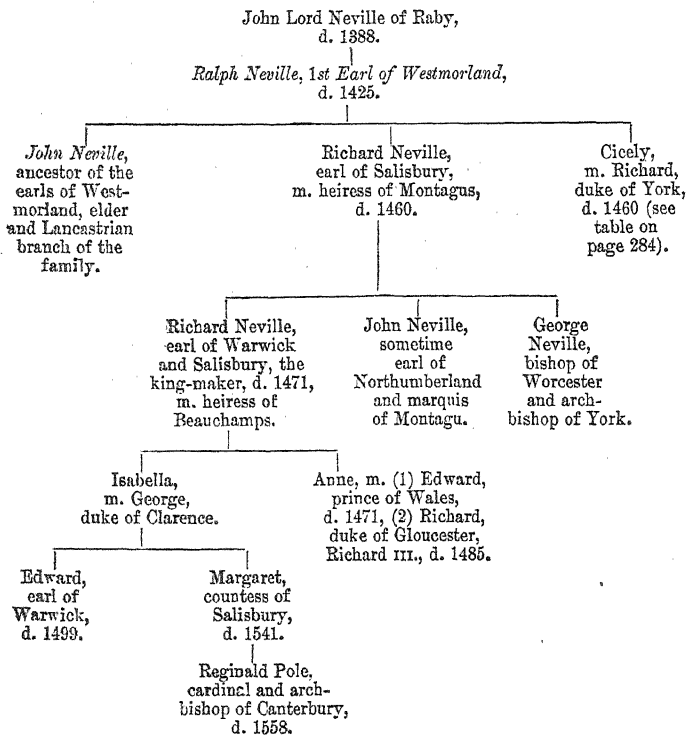 John Lord Neville of Raby,
d. 1388.
Ralph Neville, 1st Earl of Westmorland,
d. 1425.
John Neville,
ancestor of the
earls of West-
morland, elder
and Lancastrian
branch of the
family.
Richard Neville,
earl of Salisbury,
m. heiress of Montagus,
d. 1460.
Cicely,
m. Richard,
duke of York,
d. 1460 (see
table on
page 284).
Richard Neville,
earl of Warwick
and Salisbury, the
king-maker, d. 1471,
m. heiress of
Beauchamps.
John Neville,
sometime
earl of
Northumberland
and marquis
of Montagu.
George
Neville,
bishop of
Worcester
and arch-
bishop of York.
Isabella,
m. George,
duke of Clarence.
Anne, m. (1) Edward,
prince of Wales,
d. 1471, (2) Richard,
duke of Gloucester,
Richard III., d. 1485.
Edward,
earl of
Warwick,
d. 1499.
Margaret,
countess of
Salisbury,
d. 1541.
Reginald Pole,
cardinal and arch-
bishop of Canterbury,
d. 1558.